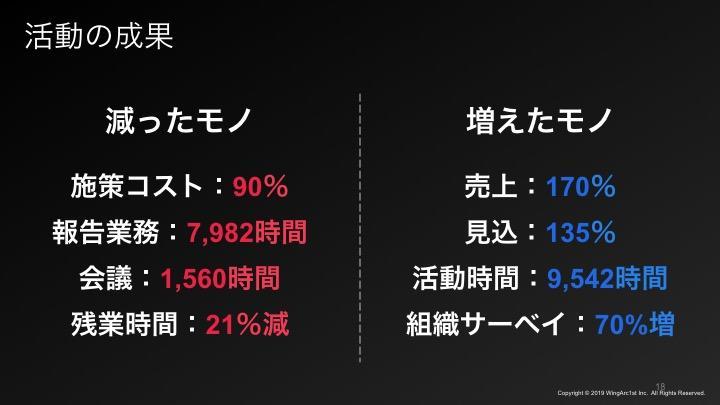 活動の成果
減ったモノ
施策コスト：90%
報告業務：7,982時間
会議：1,560時間
残業時間：21%減
増えたモノ
売上：170%
見込：135%
活動時間：9,542時間
組織サーベイ：70%増
18
Copyright © 2019 WingArc1st Inc. All Rights Reserved.